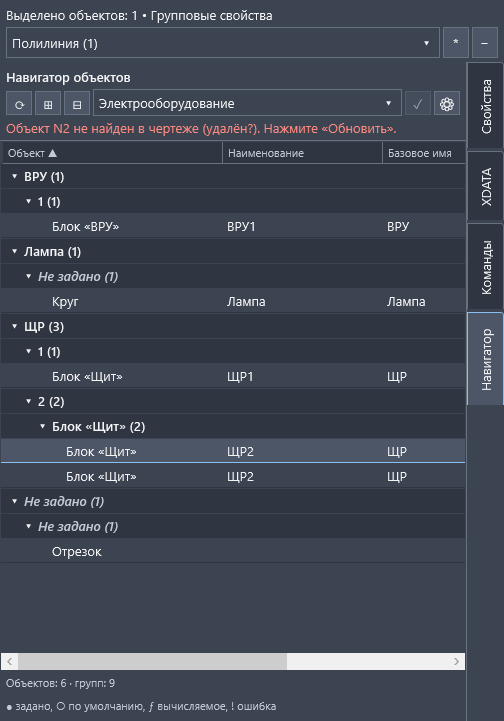 Выделено объектов: 1 • Групповые свойства
Полилиния (1)
*
–
Навигатор объектов
Электрооборудование
Объект N2 не найден в чертеже (удалён?). Нажмите «Обновить».
Объект Наименование Базовое имя
ВРУ (1)
1 (1)
Блок «ВРУ» ВРУ1 ВРУ
Лампа (1)
Не задано (1)
Круг Лампа Лампа
ЩР (3)
1 (1)
Блок «Щит» ЩР1 ЩР
2 (2)
Блок «Щит» (2)
Блок «Щит» ЩР2 ЩР
Блок «Щит» ЩР2 ЩР
Не задано (1)
Не задано (1)
Отрезок
Объектов: 6 · групп: 9
● задано, ○ по умолчанию, ƒ вычисляемое, ! ошибка
Свойства
XDATA
Команды
Навигатор